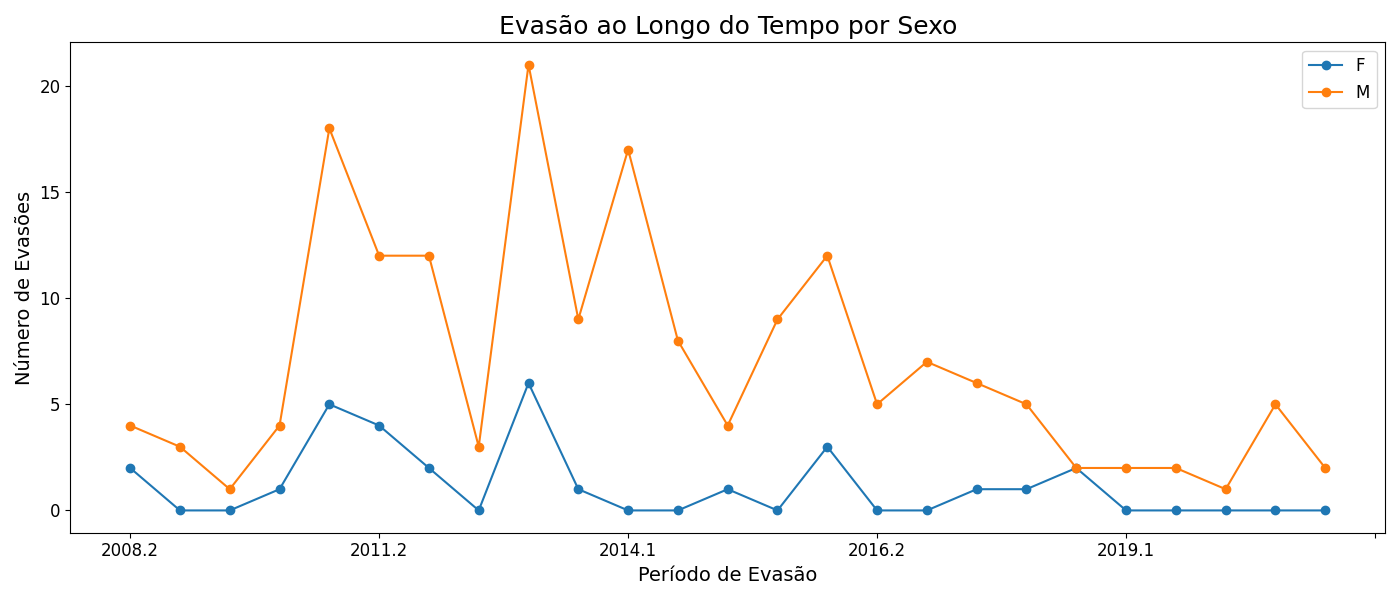 Evasão ao Longo do Tempo por Sexo
F
M
Número de Evasões
20
15
10
5
0
2008.2
2011.2
2014.1
2016.2
2019.1
Período de Evasão